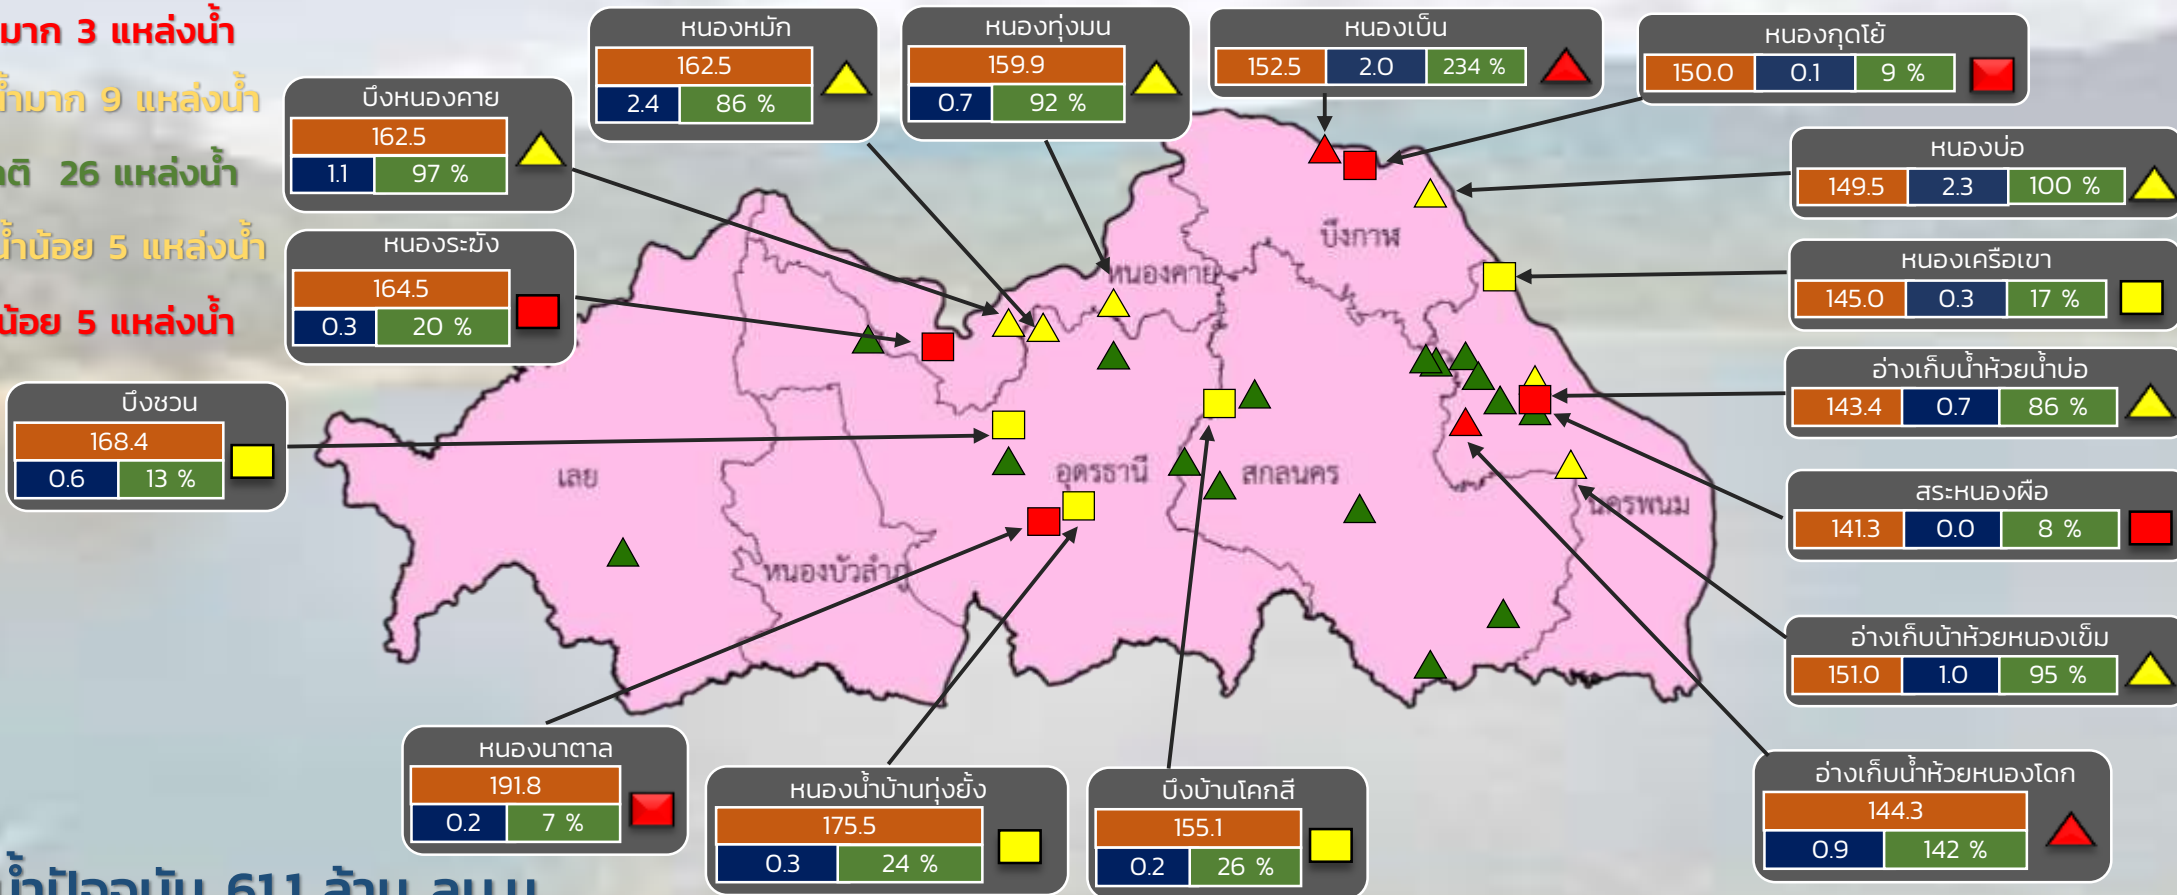 มาก 3 แหล่งน้ำ
น้ำมาก 9 แหล่งน้ำ
26 แหล่งน้ำ
น้ำน้อย 5 แหล่งน้ำ
น้อย 5 แหล่งน้ำ
หนองหมัก
162.5
2.4 86 %
หนองทุ่งมน
159.9
0.7 92 %
หนองเบ็น
152.5 2.0 234 %
หนองกุดโย้
150.0 0.1 9 %
บึงหนองคาย
162.5
1.1 97 %
หนองบ่อ
149.5 2.3 100 %
หนองระฆัง
164.5
0.3 20 %
หนองเครือเขา
145.0 0.3 17 %
บึงชวน
168.4
0.6 13 %
อ่างเก็บน้ำห้วยน้ำบ่อ
143.4 0.7 86 %
สระหนองผือ
141.3 0.0 8 %
อ่างเก็บน้ำห้วยหนองเข็ม
151.0 1.0 95 %
บึงกาฬ
หนองคาย
เลย
อุดรธานี
สกลนคร
นครพนม
หนองบัวลำภู
หนองนาตาล
191.8
0.2 7 %
หนองน้ำบ้านทุ่งยั้ง
175.5
0.3 24 %
บึงบ้านโคกสี
155.1
0.2 26 %
อ่างเก็บน้ำห้วยหนองโดก
144.3
0.9 142 %
น้ำปัจจุบัน 611 ล้าน ลบ.ม